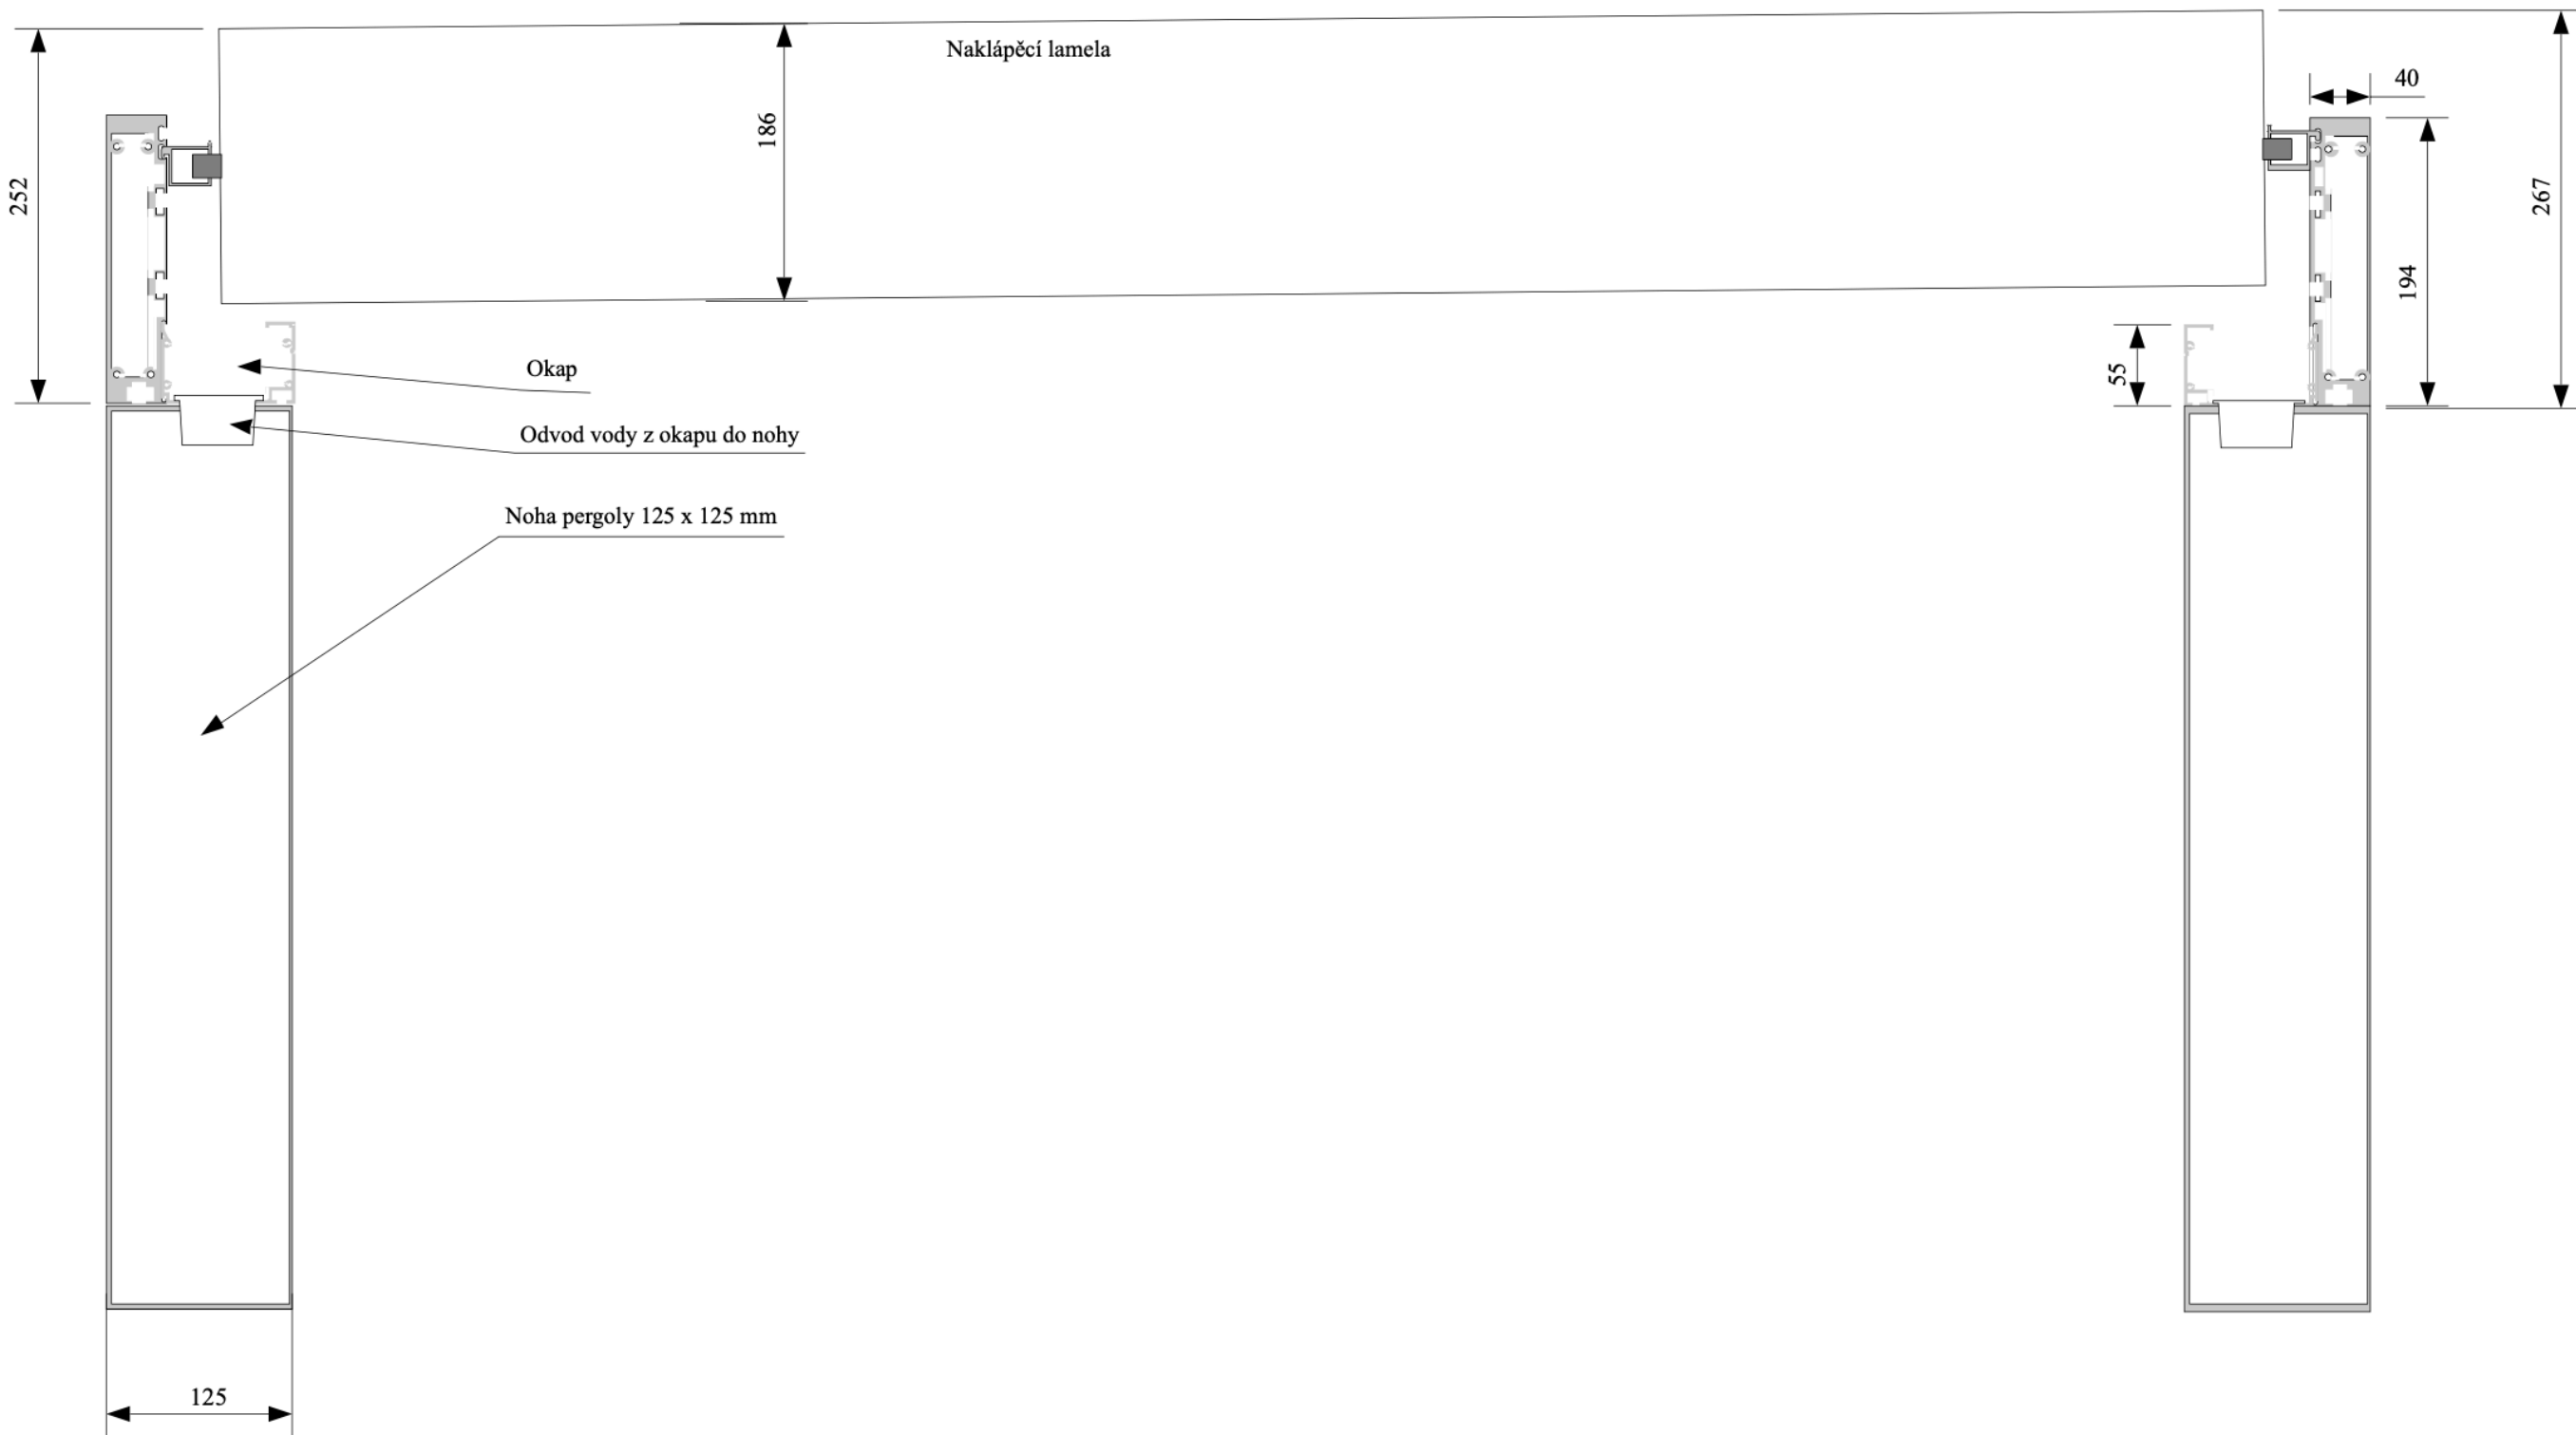 Naklápěcí lamela
40
186
252
267
194
Okap
55
Odvod vody z okapu do nohy
Noha pergoly 125 x 125 mm
125